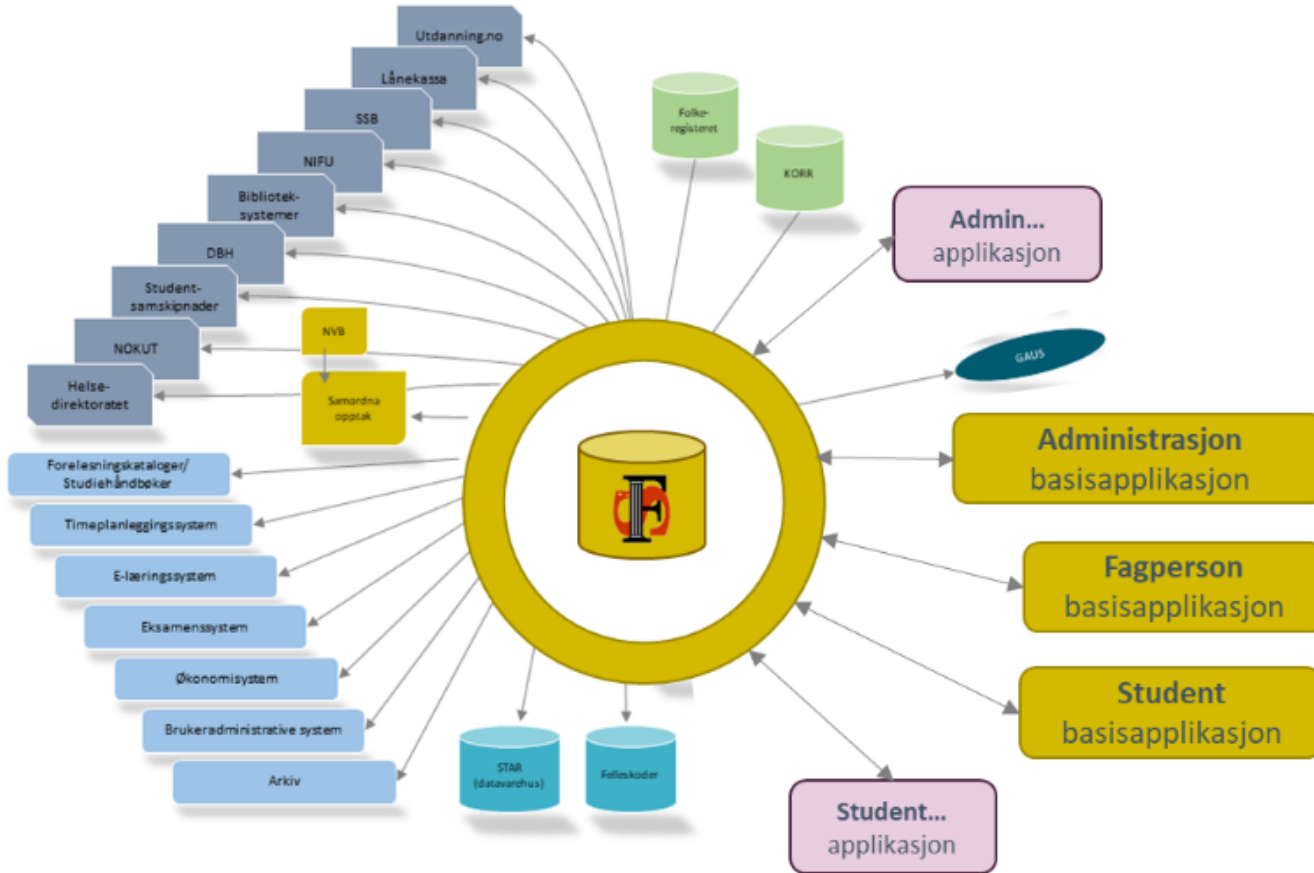 Utdanning.no
Lånekassa
SSB
NIFU
Bibliotek-
systemer
DBH
Student-
samskipnader
NOKUT
Helse-
direktoratet
NVB
Samordna
opptak
Forelesningskataloger/
Studiehåndbøker
Timeplanleggingssystem
E-læringssystem
Eksamenssystem
Økonomisystem
Brukeradministrative system
Arkiv
STAR
(datavarehus)
Felleskoder
Folke-
registeret
KORR
Admin...
applikasjon
GAUS
Administrasjon
basisapplikasjon
Fagperson
basisapplikasjon
Student
basisapplikasjon
Student...
applikasjon
FS